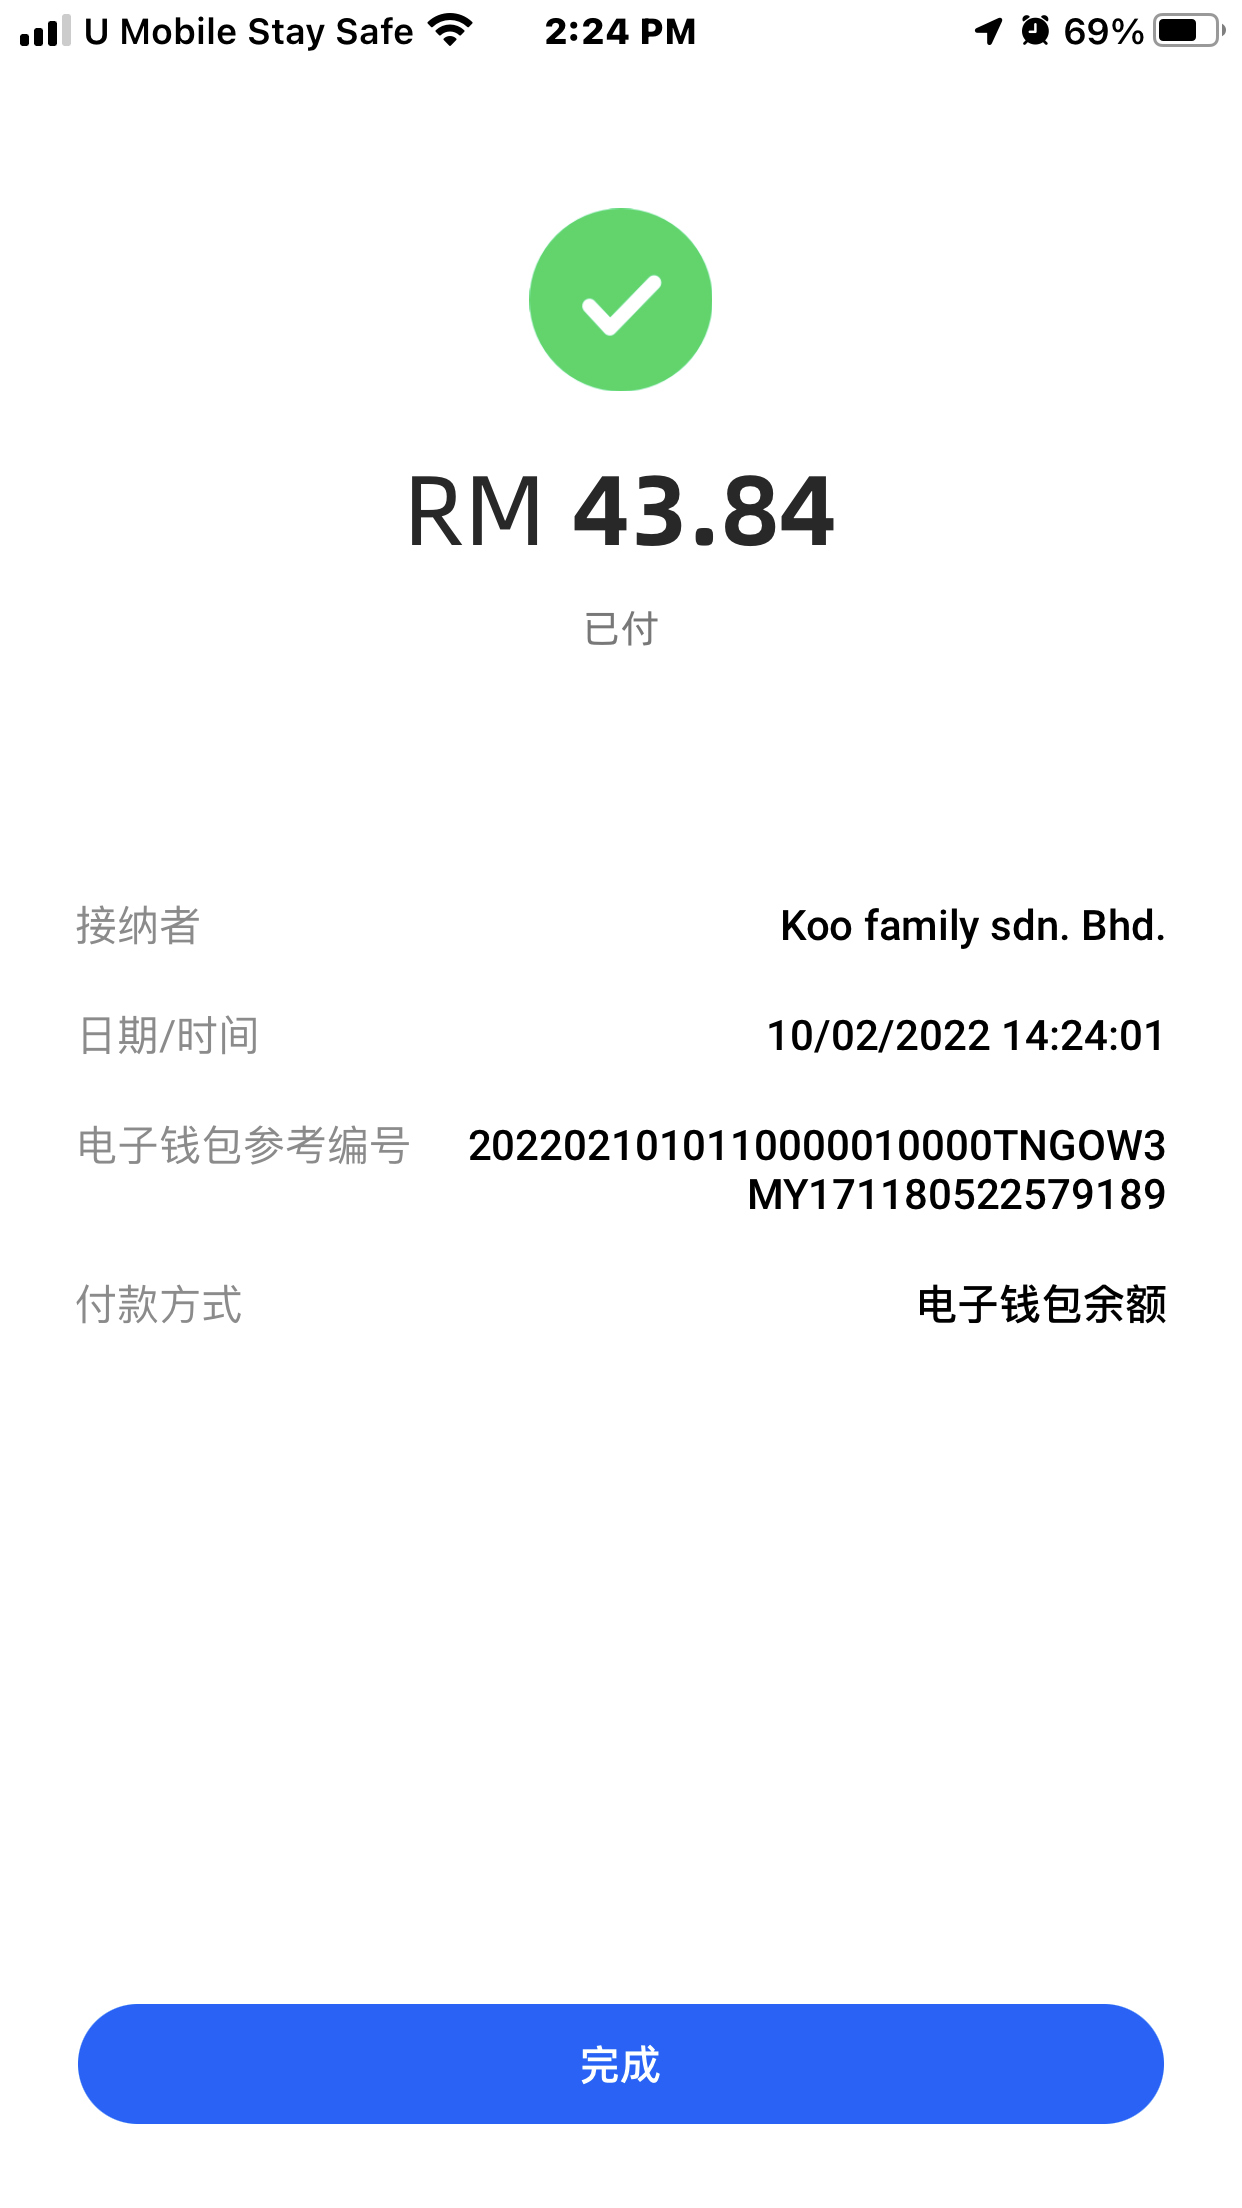 U Mobile Stay Safe 2:24 PM 69%
RM 43.84
已付
接纳者 Koo family sdn. Bhd.
日期/时间 10/02/2022 14:24:01
电子钱包参考编号 20220210101110000010000TNGOW3
MY171180522579189
付款方式 电子钱包余额
完成